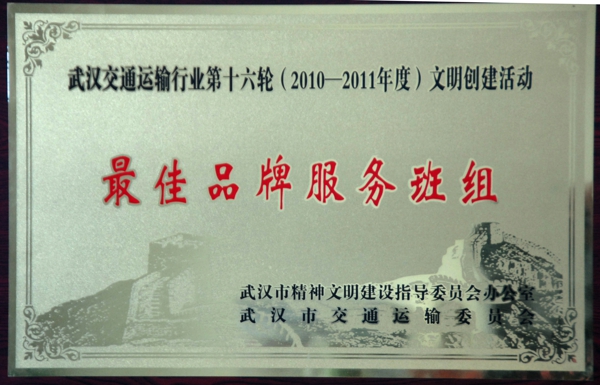 武汉交通运输行业第十六轮（2010—2011年度）文明创建活动
最佳品牌服务班组
武汉市精神文明建设指导委员会办公室
武汉市交通运输委员会